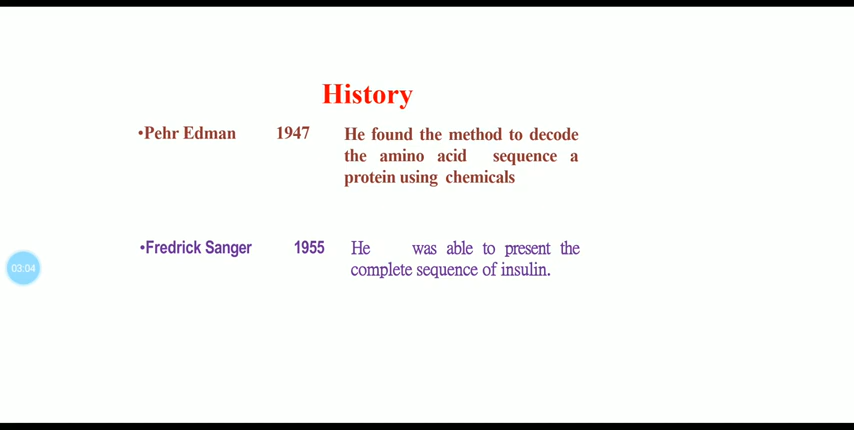 History
•Pehr Edman 1947 He found the method to decode
the amino acid sequence a
protein using chemicals
•Fredrick Sanger 1955 He was able to present the
complete sequence of insulin.
03:04